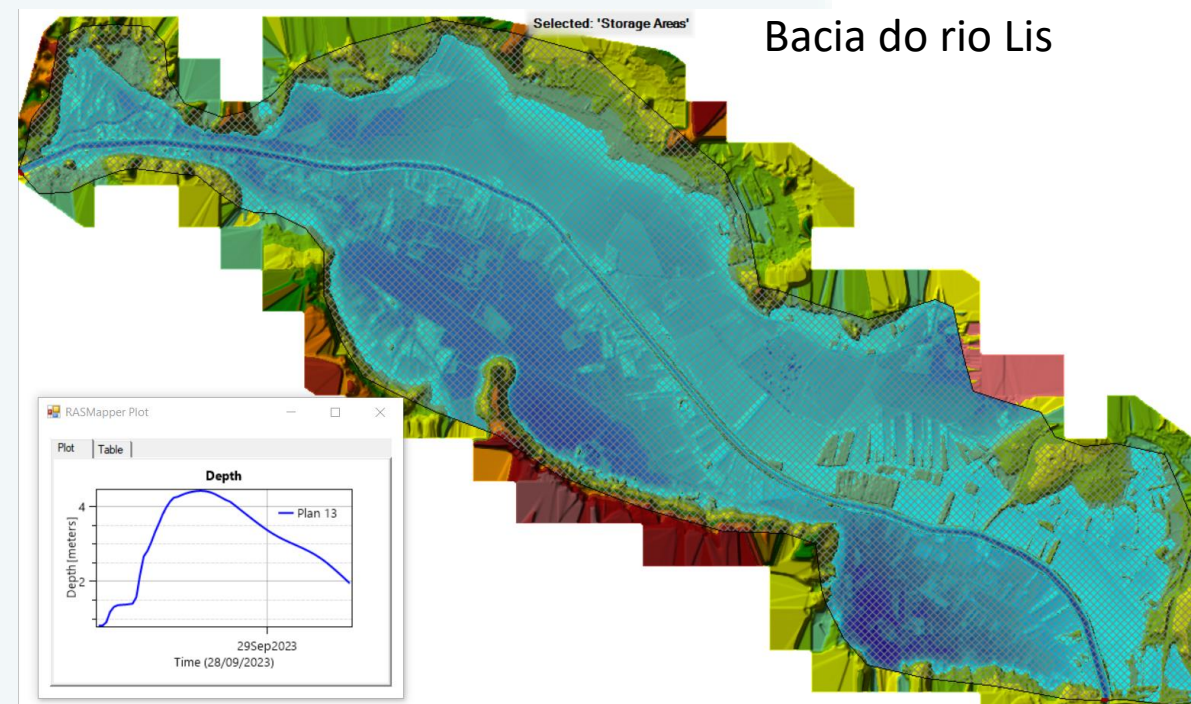 Selected: 'Storage Areas'
Bacia do rio Lis
RASMapper Plot
Plot
Table
Depth
4
Plan 13
Depth [meters]
2
29Sep2023
Time (28/09/2023)